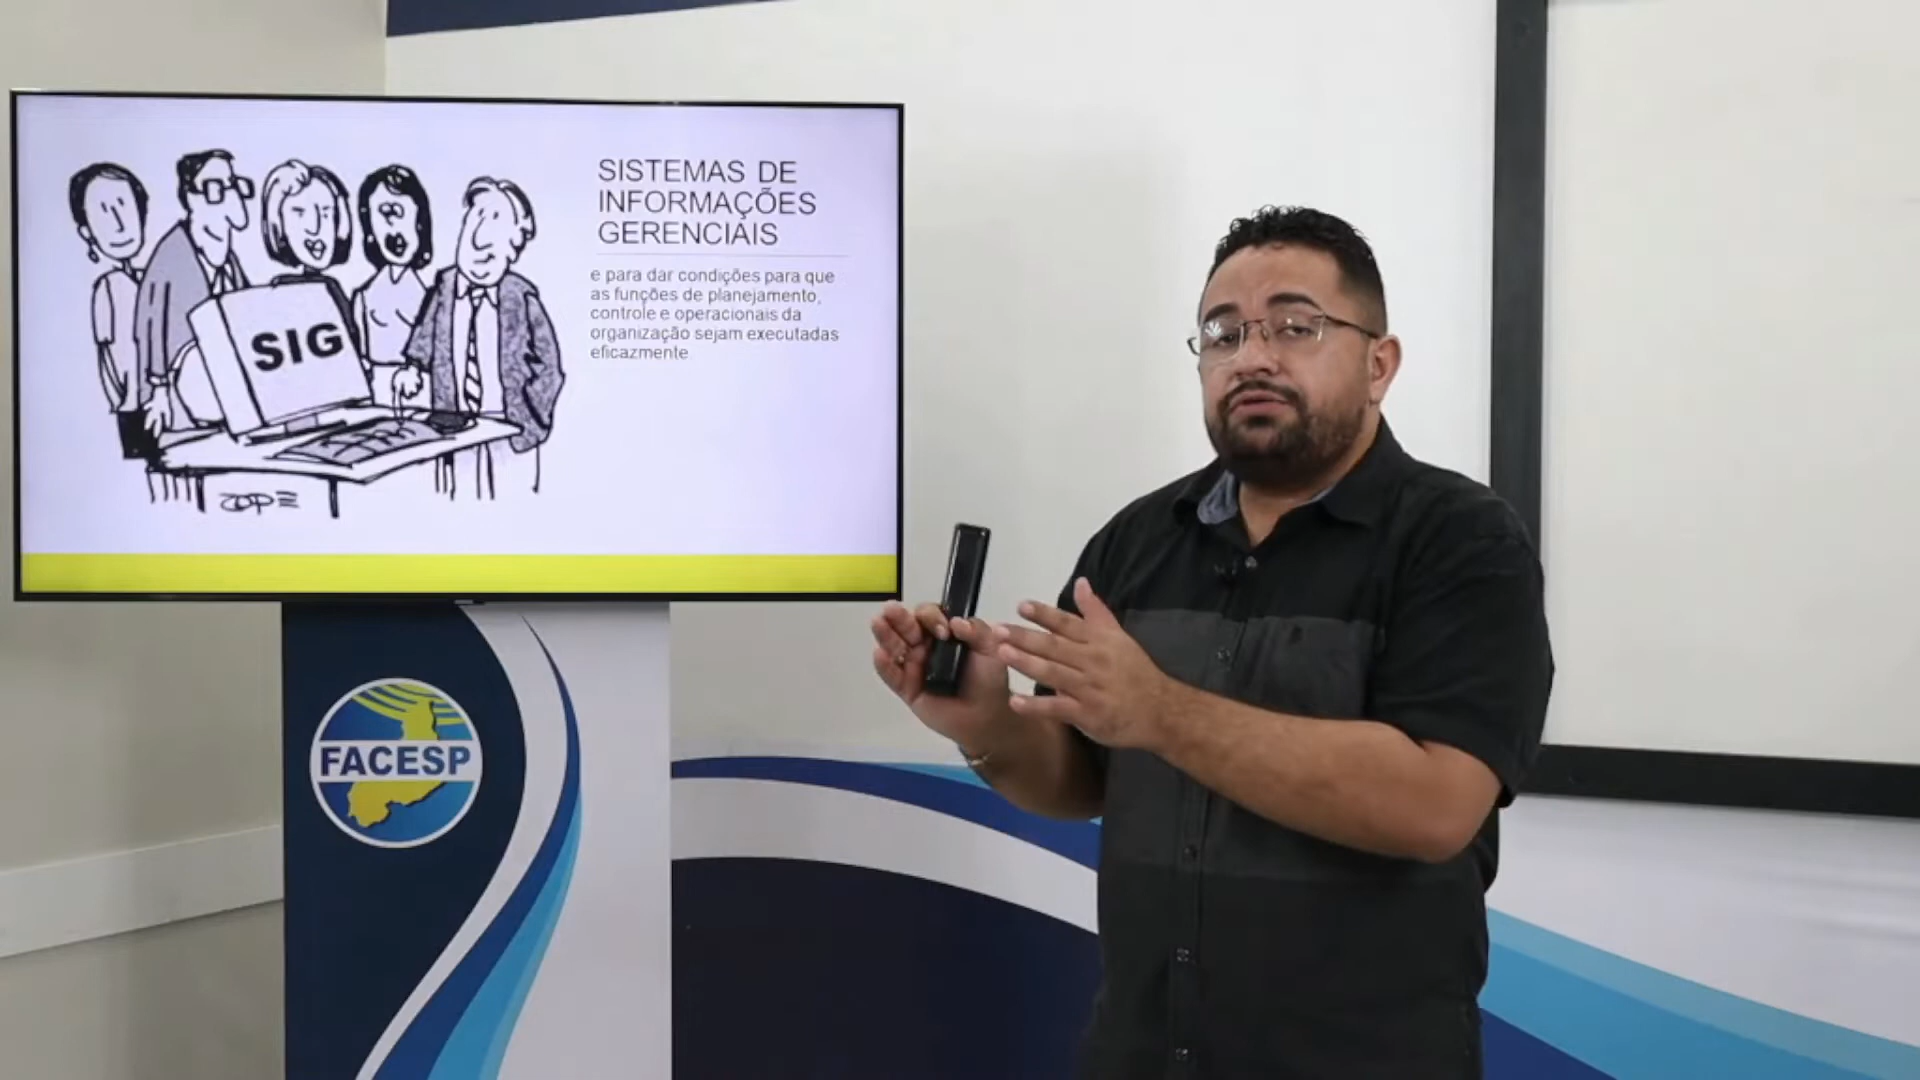 SISTEMAS DE
INFORMAÇÕES
GERENCIAIS
e para dar condições para que
as funções de planejamento,
controle e operacionais da
organização sejam executadas
eficazmente
SIG
ZOPE
FACESP